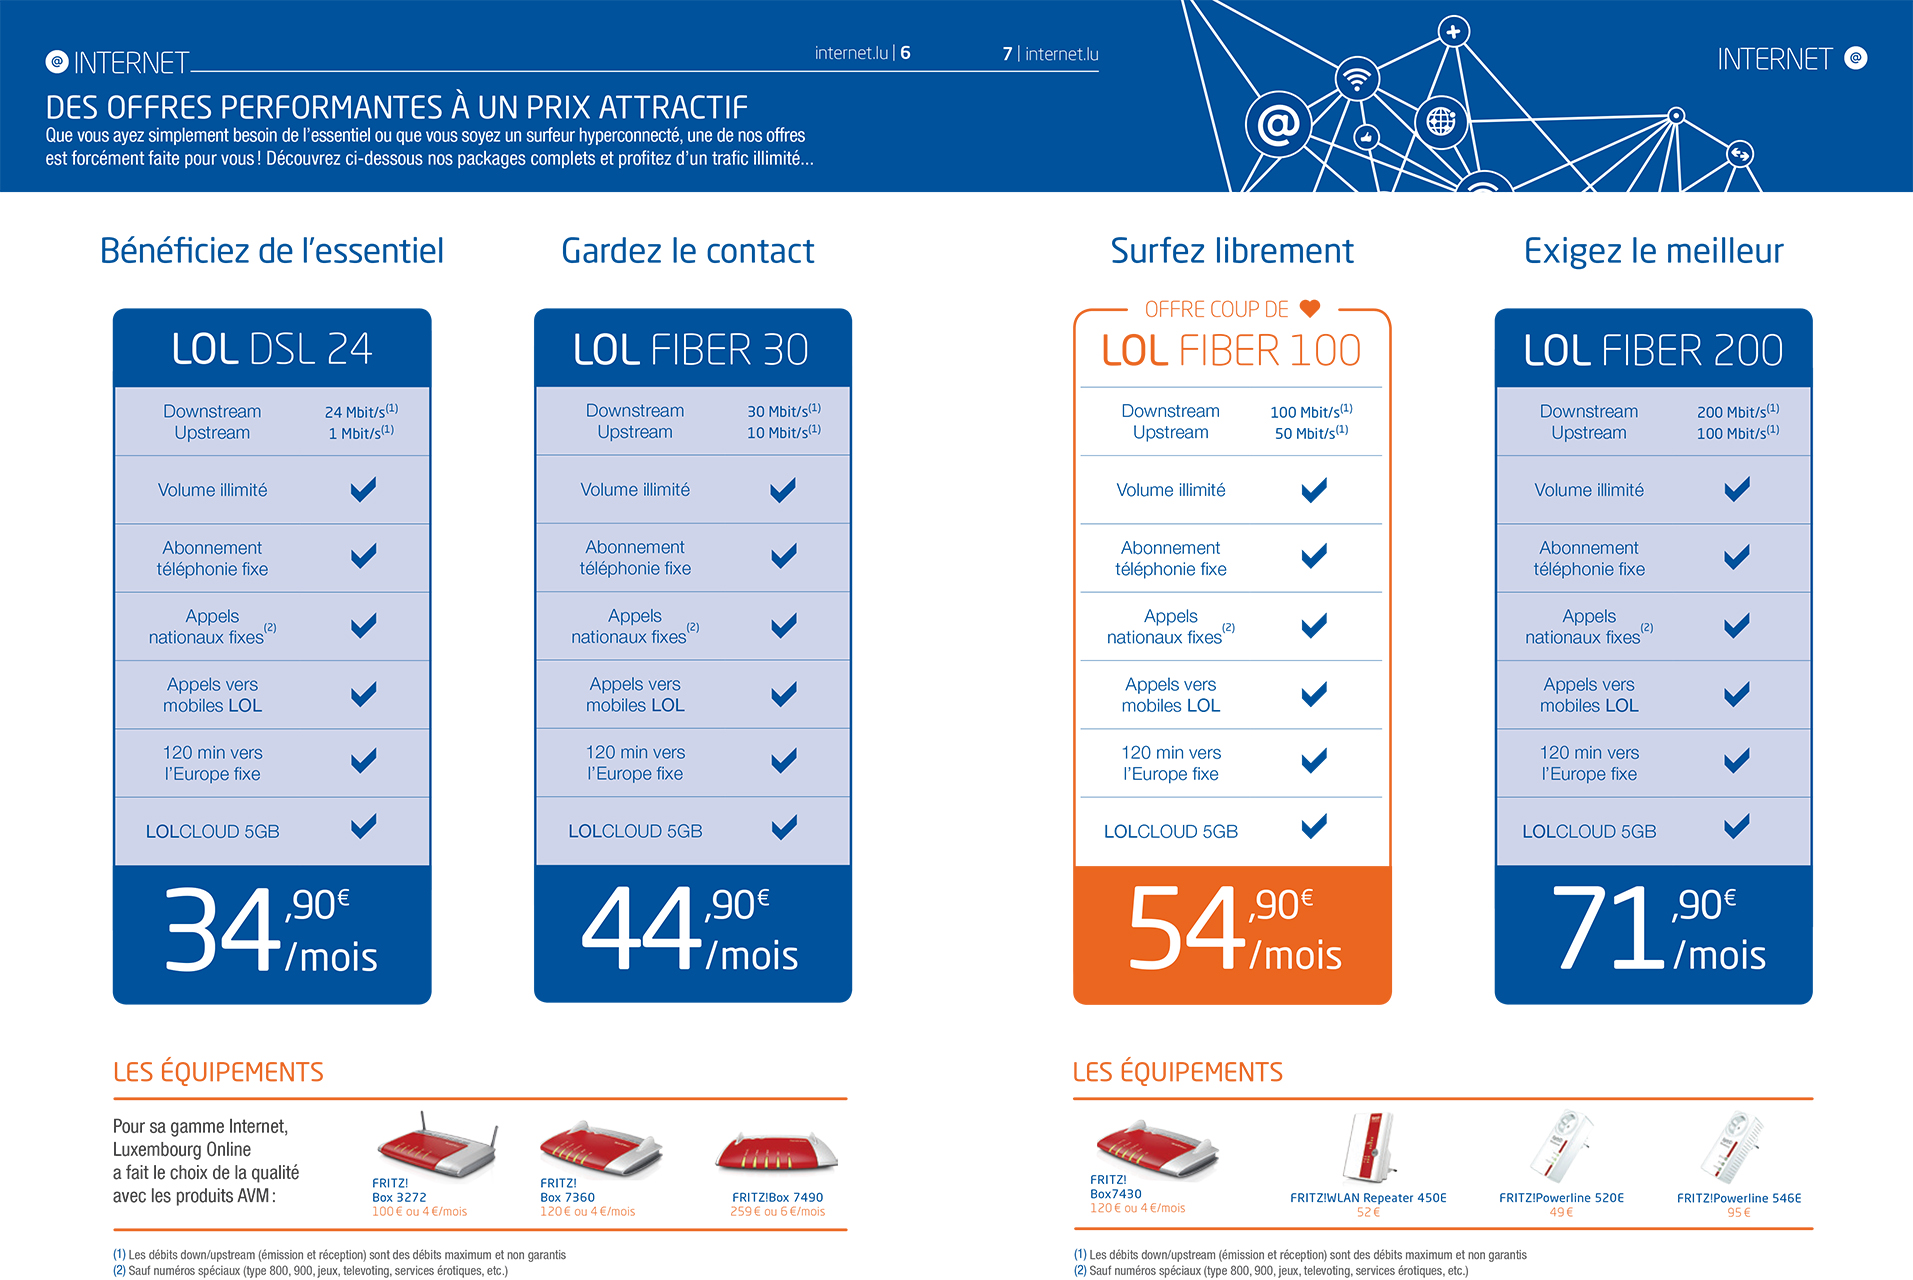 @ INTERNET
internet.lu | 6
7 | internet.lu
INTERNET @
DES OFFRES PERFORMANTES À UN PRIX ATTRACTIF
Que vous ayez simplement besoin de l'essentiel ou que vous soyez un surfeur hyperconnecté, une de nos offres
est forcément faite pour vous ! Découvrez ci-dessous nos packages complets et profitez d'un trafic illimité...
@
Bénéficiez de l'essentiel
LOL DSL 24
Downstream 24 Mbit/s(1)
Upstream 1 Mbit/s(1)
Volume illimité
Abonnement
téléphonie fixe
Appels
nationaux fixes(2)
Appels vers
mobiles LOL
120 min vers
l'Europe fixe
LOLCLOUD 5GB
34,90€
/mois
Gardez le contact
LOL FIBER 30
Downstream 30 Mbit/s(1)
Upstream 10 Mbit/s(1)
Volume illimité
Abonnement
téléphonie fixe
Appels
nationaux fixes(2)
Appels vers
mobiles LOL
120 min vers
l'Europe fixe
LOLCLOUD 5GB
44,90€
/mois
Surfez librement
OFFRE COUP DE ♥
LOL FIBER 100
Downstream 100 Mbit/s(1)
Upstream 50 Mbit/s(1)
Volume illimité
Abonnement
téléphonie fixe
Appels
nationaux fixes(2)
Appels vers
mobiles LOL
120 min vers
l'Europe fixe
LOLCLOUD 5GB
54,90€
/mois
Exigez le meilleur
LOL FIBER 200
Downstream 200 Mbit/s(1)
Upstream 100 Mbit/s(1)
Volume illimité
Abonnement
téléphonie fixe
Appels
nationaux fixes(2)
Appels vers
mobiles LOL
120 min vers
l'Europe fixe
LOLCLOUD 5GB
71,90€
/mois
LES ÉQUIPEMENTS
Pour sa gamme Internet,
Luxembourg Online
a fait le choix de la qualité
avec les produits AVM :
FRITZ!
Box 3272
100 € ou 4 €/mois
FRITZ!
Box 7360
120 € ou 4 €/mois
FRITZ!Box 7490
259 € ou 6 €/mois
(1) Les débits down/upstream (émission et réception) sont des débits maximum et non garantis
(2) Sauf numéros spéciaux (type 800, 900, jeux, televoting, services érotiques, etc.)
LES ÉQUIPEMENTS
FRITZ!
Box7430
120 € ou 4 €/mois
FRITZ!WLAN Repeater 450E
52 €
FRITZ!Powerline 520E
49 €
FRITZ!Powerline 546E
95 €
(1) Les débits down/upstream (émission et réception) sont des débits maximum et non garantis
(2) Sauf numéros spéciaux (type 800, 900, jeux, televoting, services érotiques, etc.)